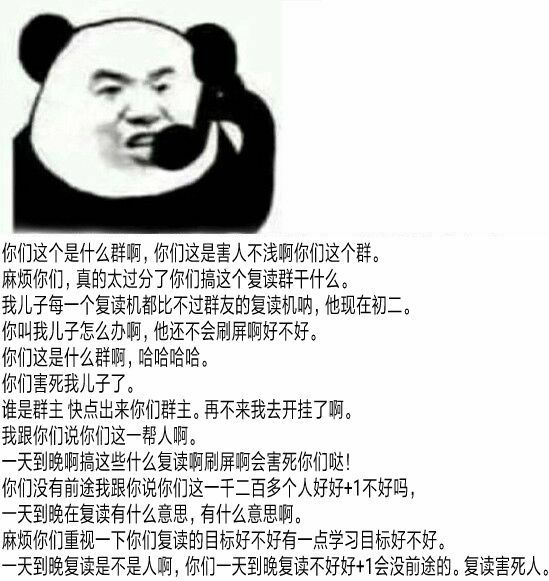 你们这个是什么群啊，你们这是害人不浅啊你们这个群。
麻烦你们，真的太过分了你们搞这个复读群干什么。
我儿子每一个复读机都比不过群友的复读机呐，他现在初二。
你叫我儿子怎么办啊，他还不会刷屏啊好不好。
你们这是什么群啊，哈哈哈哈。
你们害死我儿子了。
谁是群主 快点出来你们群主。再不来我去开挂了啊。
我跟你们说你们这一帮人啊。
一天到晚啊搞这些什么复读啊刷屏啊会害死你们哒！
你们没有前途我跟你说你们这一千二百多个人好好+1不好吗，
一天到晚在复读有什么意思，有什么意思啊。
麻烦你们重视一下你们复读的目标好不好有一点学习目标好不好。
一天到晚复读是不是人啊，你们一天到晚复读不好好+1会没前途的。复读害死人。